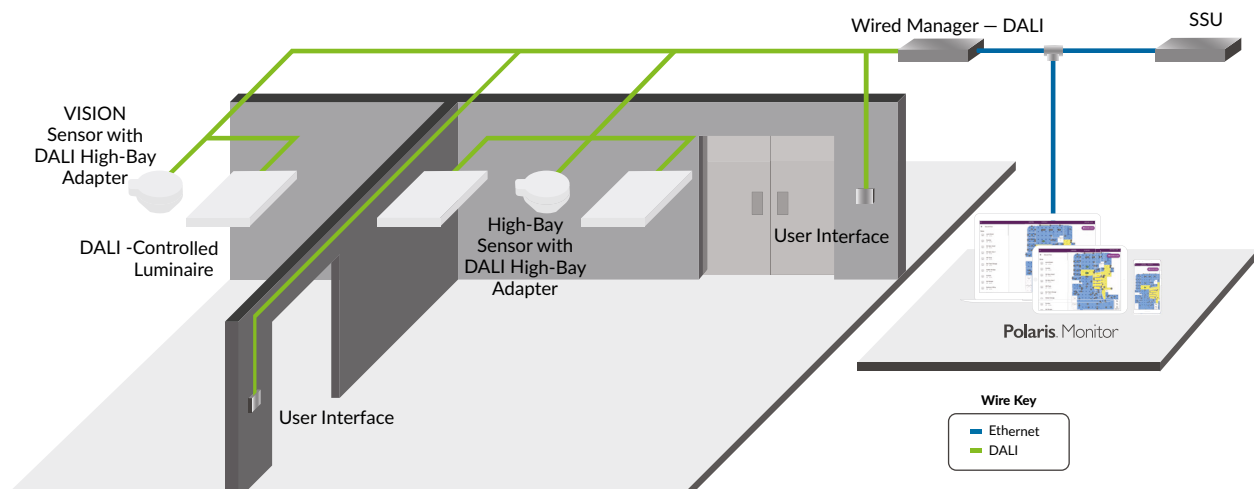 Wired Manager — DALI
SSU
VISION
Sensor with
DALI High-Bay
Adapter
DALI -Controlled
Luminaire
High-Bay
Sensor with
DALI High-Bay
Adapter
User Interface
User Interface
Polaris. Monitor
Wire Key
Ethernet
DALI